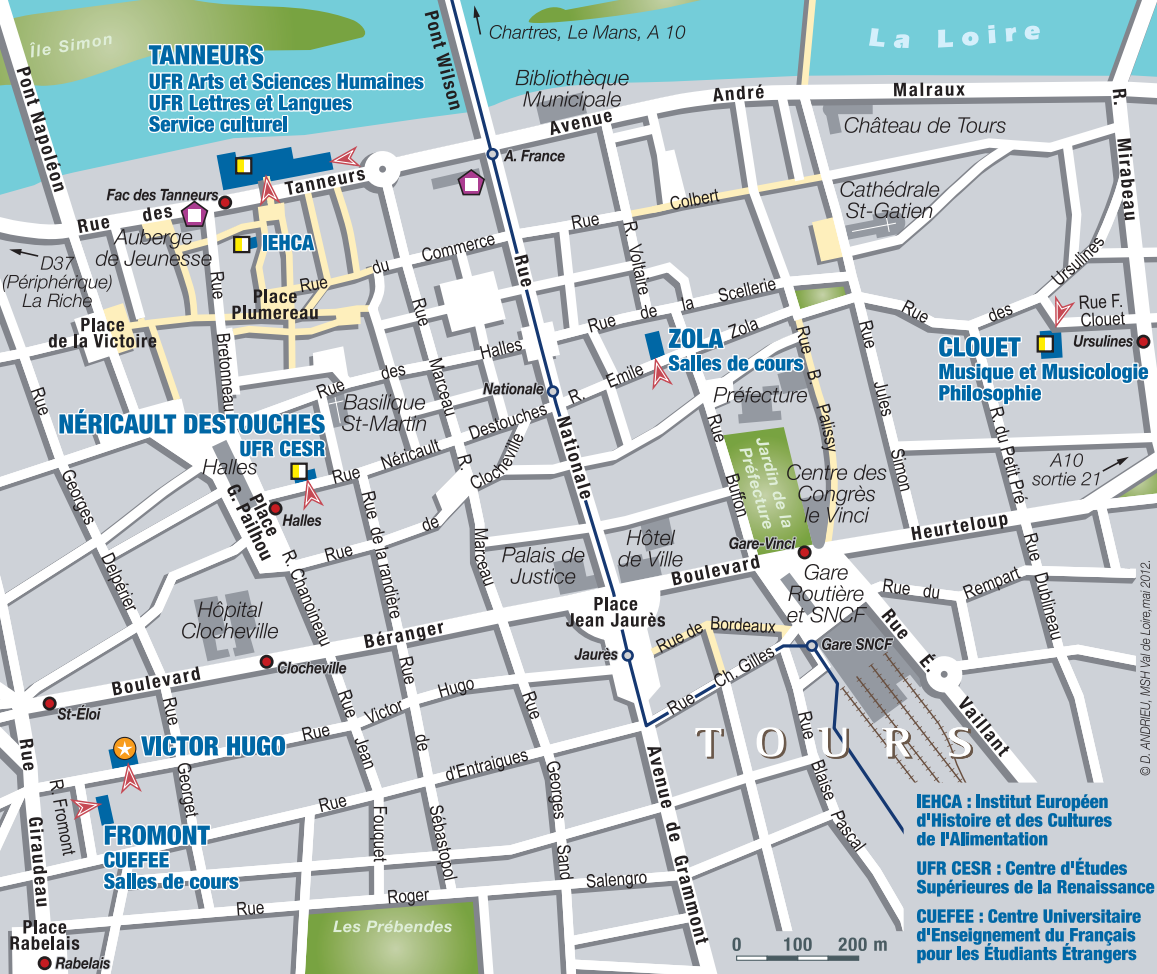 Île Simon
Pont Napoléon
TANNEURS
UFR Arts et Sciences Humaines
UFR Lettres et Langues
Service culturel
Pont Wilson
Chartres, Le Mans, A 10
La Loire
Bibliothèque
Municipale
Avenue André Malraux
R. Mirabeau
Château de Tours
A. France
Fac des Tanneurs
Rue des Tanneurs
Auberge
de Jeunesse
IEHCA
D37
(Périphérique)
La Riche
Place
Plumereau
Place
de la Victoire
Rue du Commerce
Rue Colbert
Cathédrale
St-Gatien
R. Voltaire
Rue Nationale
Rue de la Scellerie
Rue Bretonneau
Rue des Halles
Rue Marceau
R. Emile Zola
ZOLA
Salles de cours
Rue des Ursulines
Rue F.
Clouet
Ursulines
CLOUET
Musique et Musicologie
Philosophie
Nationale
Basilique
St-Martin
NÉRICAULT DESTOUCHES
UFR CESR
Rue Néricault Destouches
Préfecture
Rue B. Palissy
Rue Jules Simon
R. du Petit Pré
Halles
Place
G. Pailhou
Halles
R. Chanoineau
Rue de la randière
Rue de Clocheville
R. Marceau
Rue Georges Delpérier
Rue Buffon
Jardin de la
Préfecture
Centre des
Congrès
le Vinci
A10
sortie 21
Boulevard Heurteloup
Gare-Vinci
Palais de
Justice
Hôtel
de Ville
Gare
Routière
et SNCF
Rue du Rempart
Rue Dublineau
Hôpital
Clocheville
Place
Jean Jaurès
Boulevard Béranger
Clocheville
Jaurès
Rue de Bordeaux
Rue Ch. Gilles
Gare SNCF
Rue É. Vaillant
St-Éloi
Rue Victor Hugo
VICTOR HUGO
Rue Georget
Rue Jean Fouquet
Rue de Sébastopol
Rue Georges Sand
Rue d'Entraigues
TOURS
Rue Blaise Pascal
Avenue de Grammont
Rue Giraudeau
R. Fromont
FROMONT
CUEFEE
Salles de cours
Rue Roger Salengro
Les Prébendes
Place
Rabelais
Rabelais
0 100 200 m
IEHCA : Institut Européen
d'Histoire et des Cultures
de l'Alimentation
UFR CESR : Centre d'Études
Supérieures de la Renaissance
CUEFEE : Centre Universitaire
d'Enseignement du Français
pour les Étudiants Étrangers
© D. ANDRIEU, MSH Val de Loire,mai 2012.